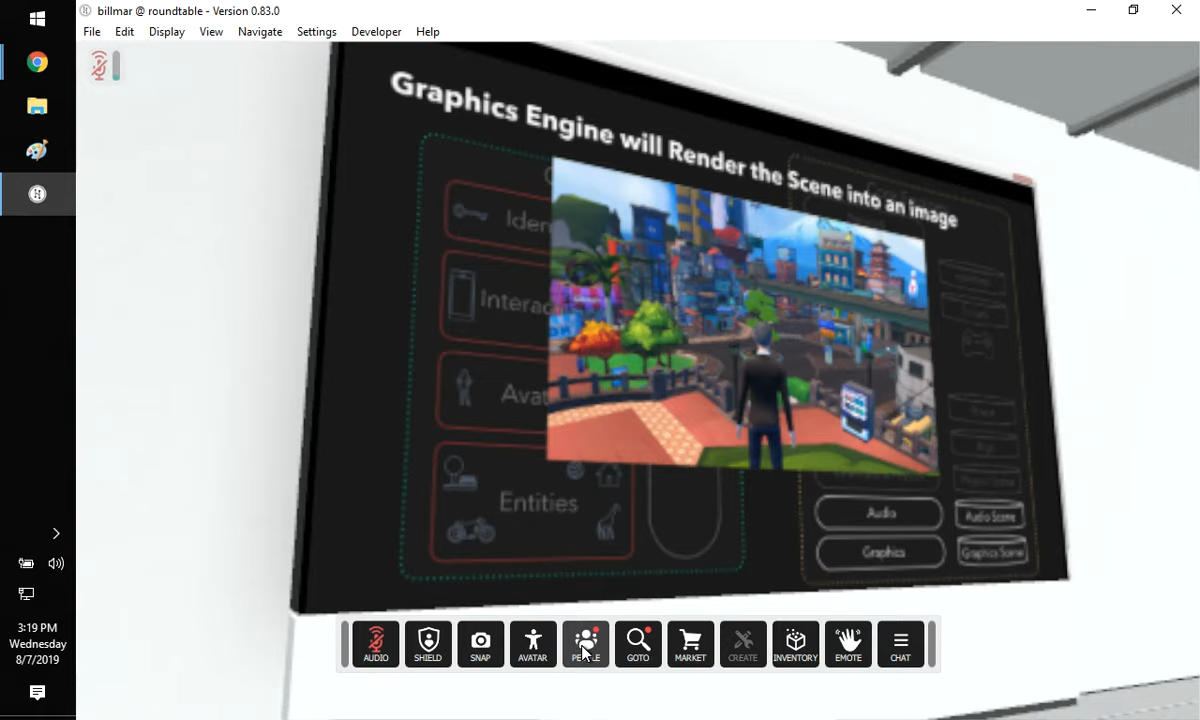 billmar @ roundtable - Version 0.83.0
File Edit Display View Navigate Settings Developer Help
Graphics Engine will Render the Scene into an image
Entities
Audio
Audio Scene
Graphics
Graphics Scene
3:19 PM
Wednesday
8/7/2019
AUDIO SHIELD SNAP AVATAR PEOPLE GOTO MARKET CREATE INVENTORY EMOTE CHAT